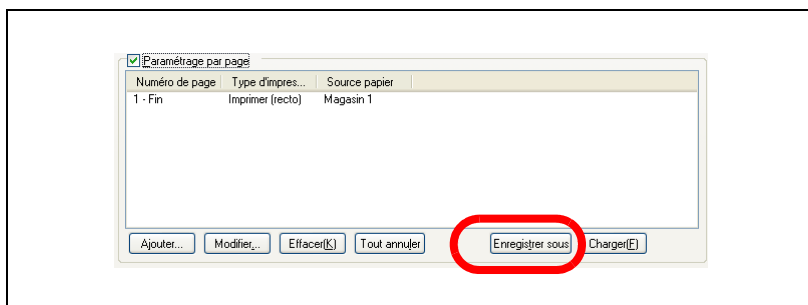 Paramétrage par page
Numéro de page Type d'impres... Source papier
1 - Fin Imprimer (recto) Magasin 1
Ajouter... Modifier... Effacer(K) Tout annuler Enregistrer sous Charger(F)